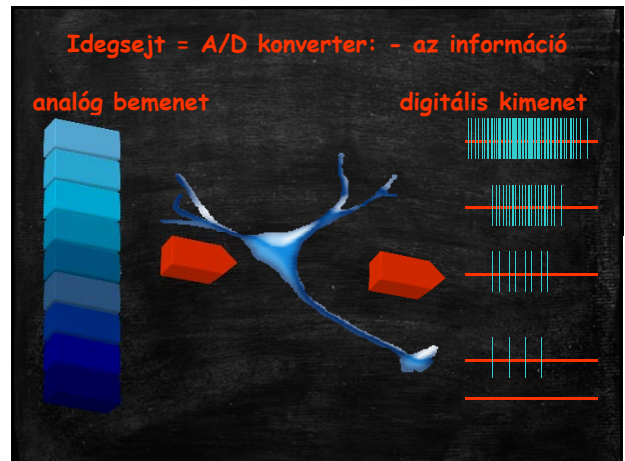 Idegsejt = A/D konverter: - az információ
analóg bemenet
digitális kimenet